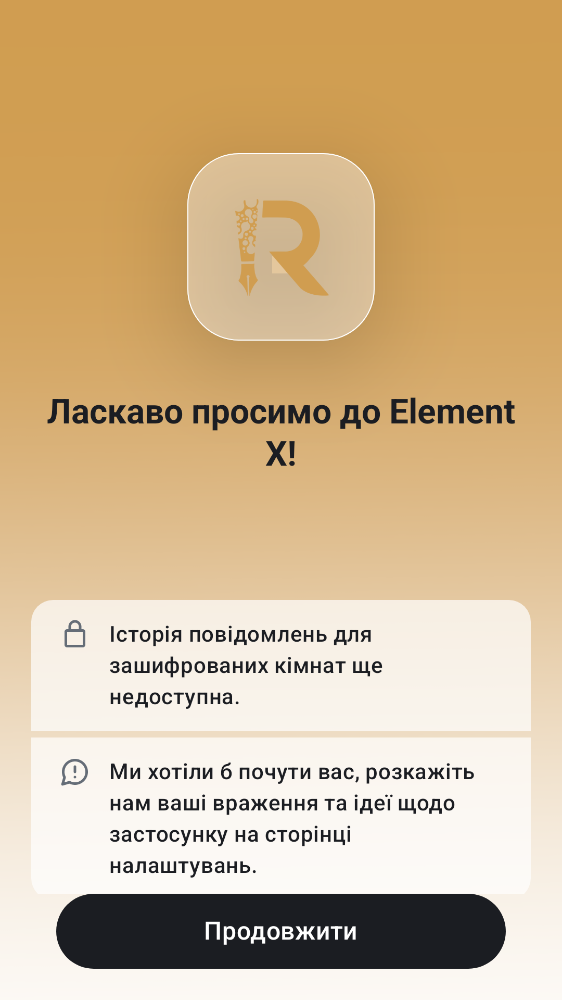 Ласкаво просимо до Element
X!
Історія повідомлень для
зашифрованих кімнат ще
недоступна.
Ми хотіли б почути вас, розкажіть
нам ваші враження та ідеї щодо
застосунку на сторінці
налаштувань.
Продовжити